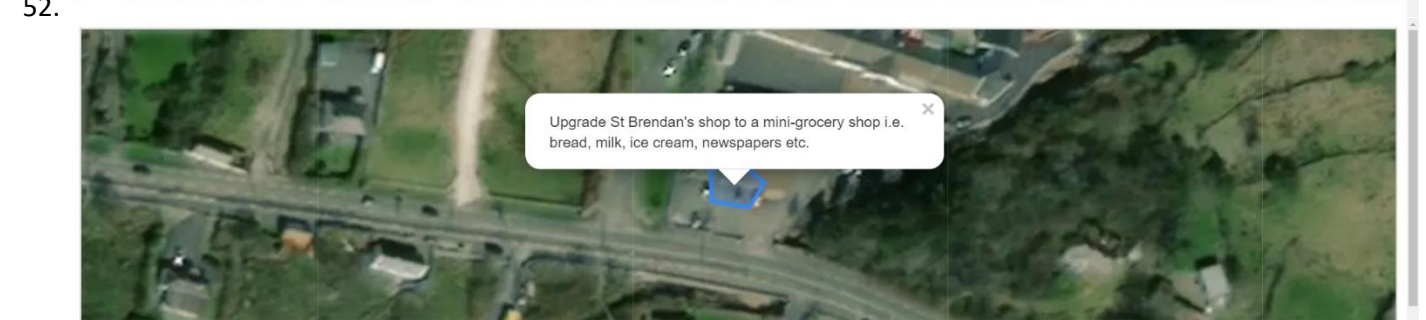 52.
Upgrade St Brendan's shop to a mini-grocery shop i.e.
bread, milk, ice cream, newspapers etc.